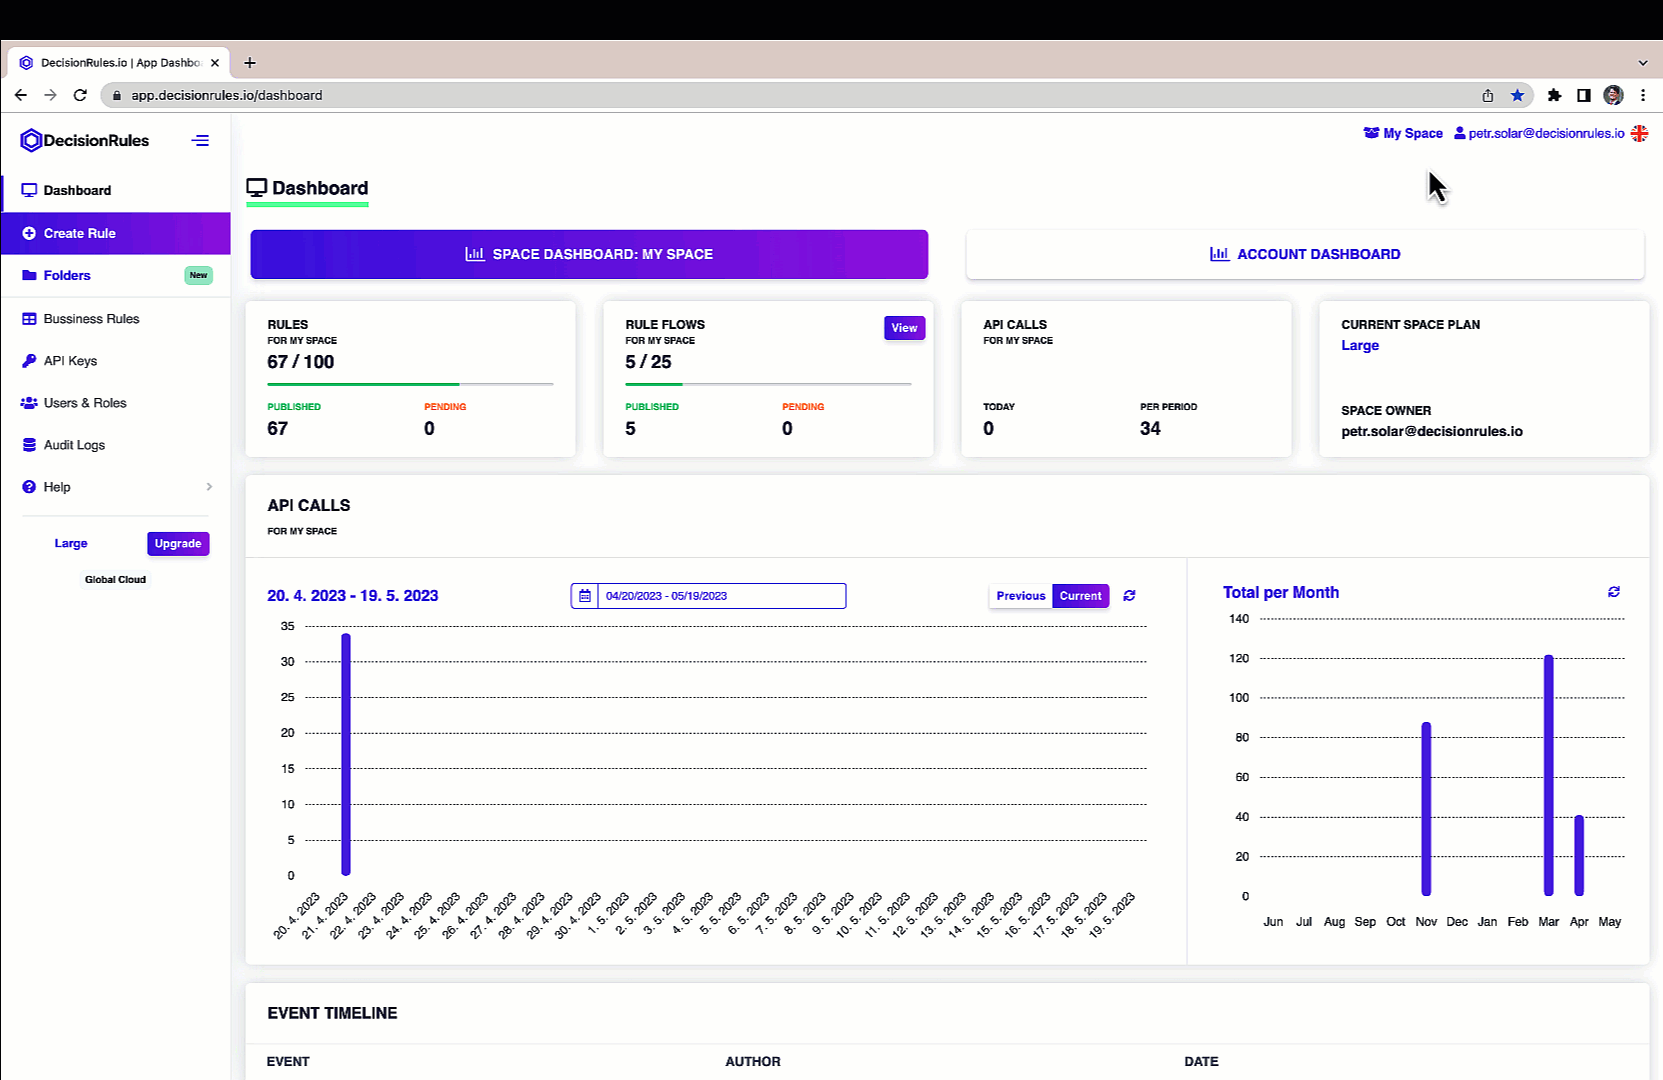 DecisionRules.io | App Dashbo
app.decisionrules.io/dashboard
DecisionRules
My Space petr.solar@decisionrules.io
Dashboard
Create Rule
Folders New
Bussiness Rules
API Keys
Users & Roles
Audit Logs
Help
Large Upgrade
Global Cloud
Dashboard
SPACE DASHBOARD: MY SPACE
ACCOUNT DASHBOARD
RULES
FOR MY SPACE
67 / 100
PUBLISHED PENDING
67 0
RULE FLOWS View
FOR MY SPACE
5 / 25
PUBLISHED PENDING
5 0
API CALLS
FOR MY SPACE
TODAY PER PERIOD
0 34
CURRENT SPACE PLAN
Large
SPACE OWNER
petr.solar@decisionrules.io
API CALLS
FOR MY SPACE
20. 4. 2023 - 19. 5. 2023 04/20/2023 - 05/19/2023 Previous Current
35
30
25
20
15
10
5
0
20. 4. 2023 21. 4. 2023 22. 4. 2023 23. 4. 2023 24. 4. 2023 25. 4. 2023 26. 4. 2023 27. 4. 2023 28. 4. 2023 29. 4. 2023 30. 4. 2023 1. 5. 2023 2. 5. 2023 3. 5. 2023 4. 5. 2023 5. 5. 2023 6. 5. 2023 7. 5. 2023 8. 5. 2023 9. 5. 2023 10. 5. 2023 11. 5. 2023 12. 5. 2023 13. 5. 2023 14. 5. 2023 15. 5. 2023 16. 5. 2023 17. 5. 2023 18. 5. 2023 19. 5. 2023
Total per Month
140
120
100
80
60
40
20
0
Jun Jul Aug Sep Oct Nov Dec Jan Feb Mar Apr May
EVENT TIMELINE
EVENT AUTHOR DATE